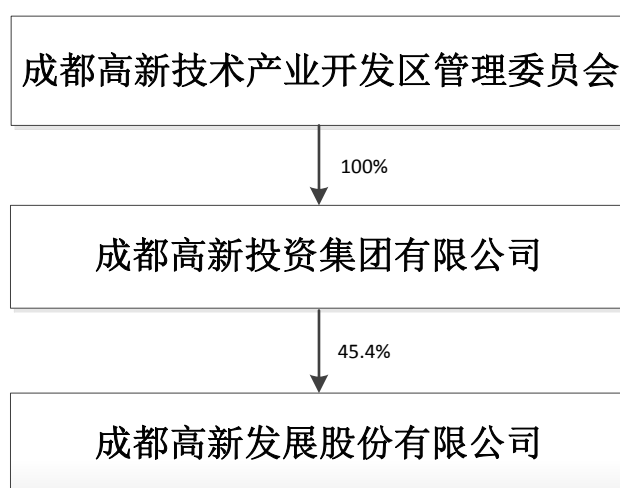 成都高新技术产业开发区管理委员会
100%
成都高新投资集团有限公司
45.4%
成都高新发展股份有限公司